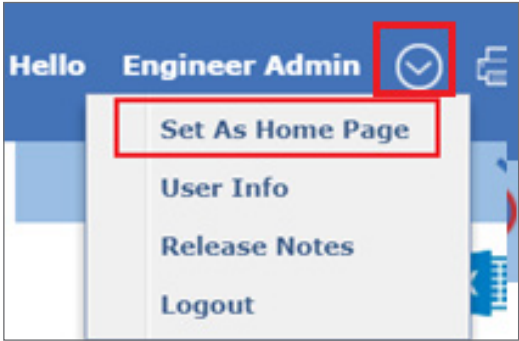 Hello Engineer Admin
Set As Home Page
User Info
Release Notes
Logout